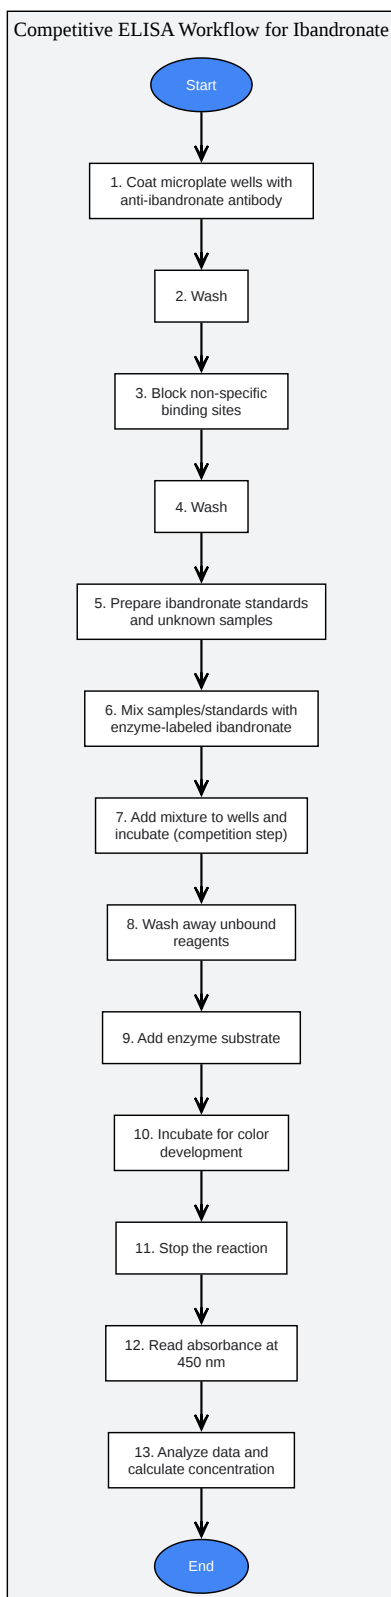 Competitive ELISA Workflow for Ibandronate
Start
1. Coat microplate wells with
anti-ibandronate antibody
2. Wash
3. Block non-specific
binding sites
4. Wash
5. Prepare ibandronate standards
and unknown samples
6. Mix samples/standards with
enzyme-labeled ibandronate
7. Add mixture to wells and
incubate (competition step)
8. Wash away unbound
reagents
9. Add enzyme substrate
10. Incubate for color
development
11. Stop the reaction
12. Read absorbance at
450 nm
13. Analyze data and
calculate concentration
End